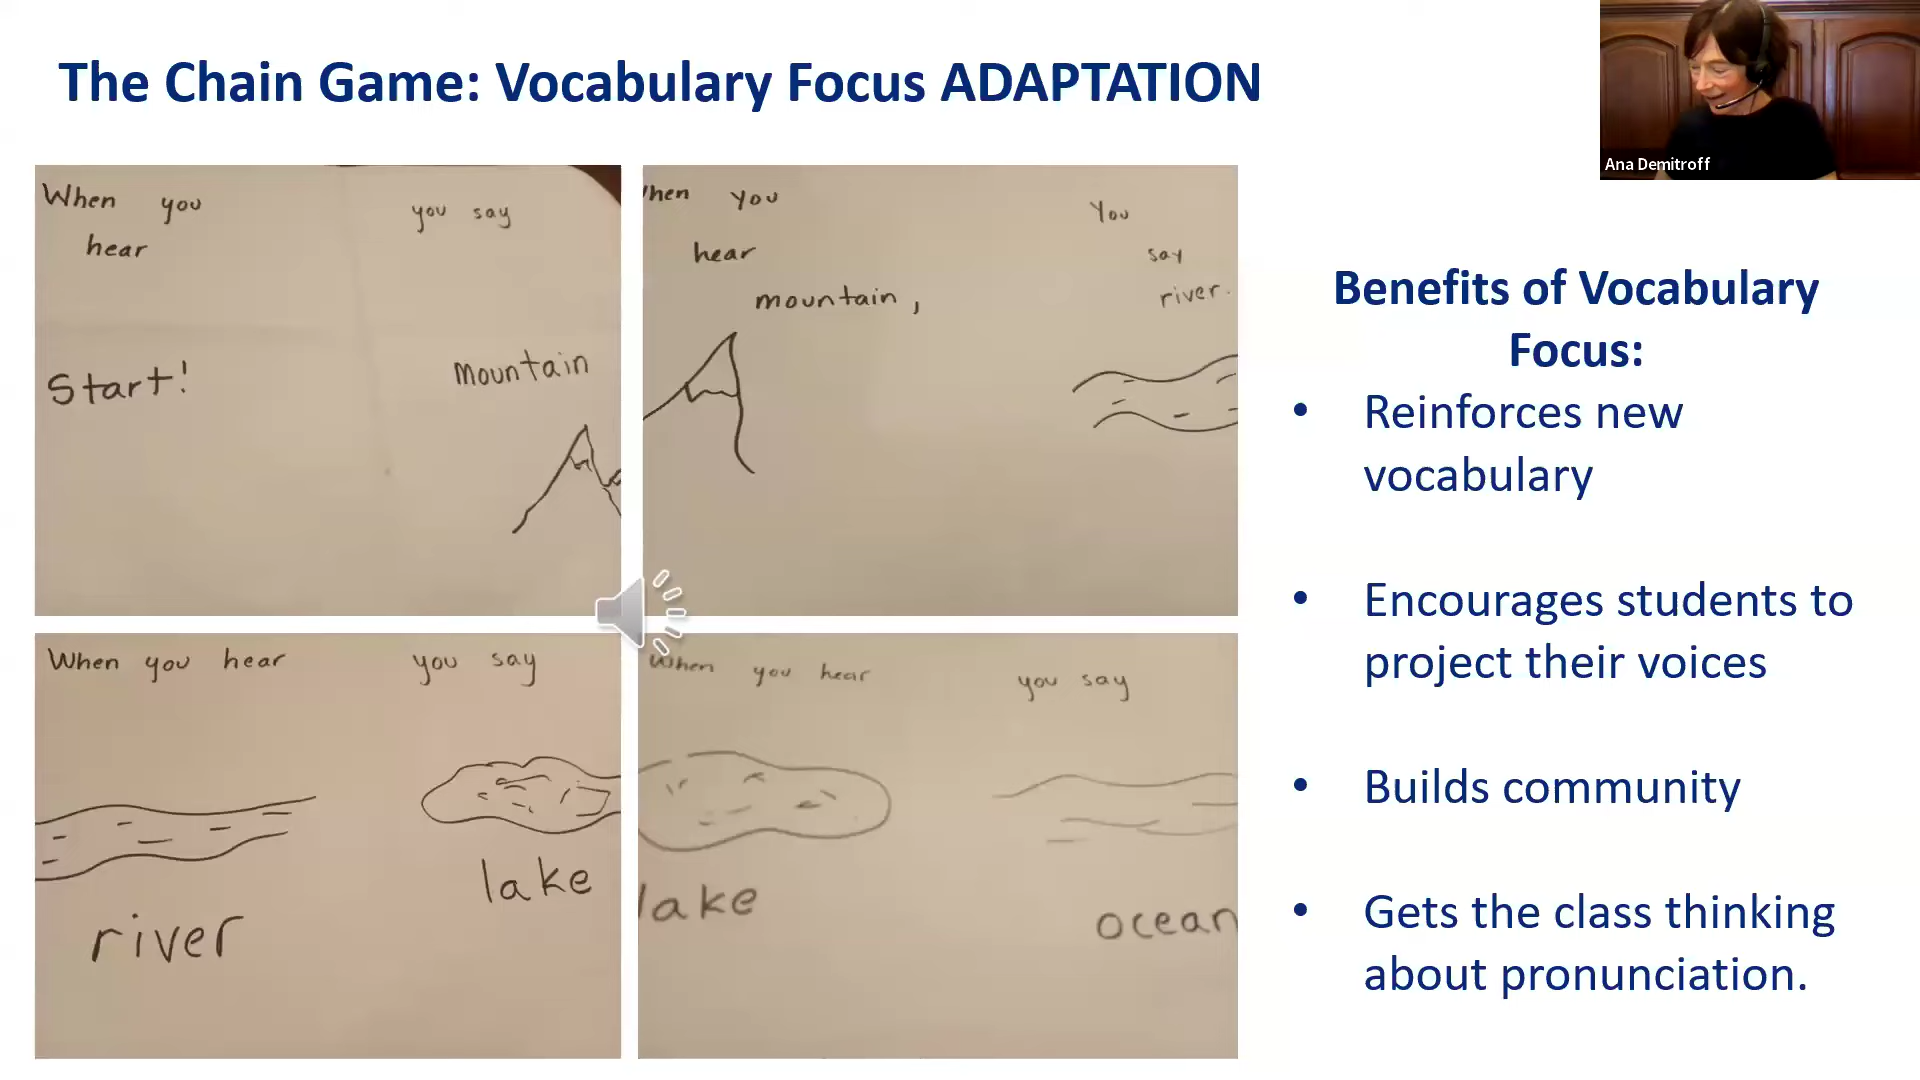 The Chain Game: Vocabulary Focus ADAPTATION
Ana Demitroff
When you
you say
hear
Start!
mountain
hen you
You
hear
say
mountain,
river.
When you hear
you say
lake
river
When you hear
you say
lake
ocean
Benefits of Vocabulary
Focus:
• Reinforces new
vocabulary
• Encourages students to
project their voices
• Builds community
• Gets the class thinking
about pronunciation.